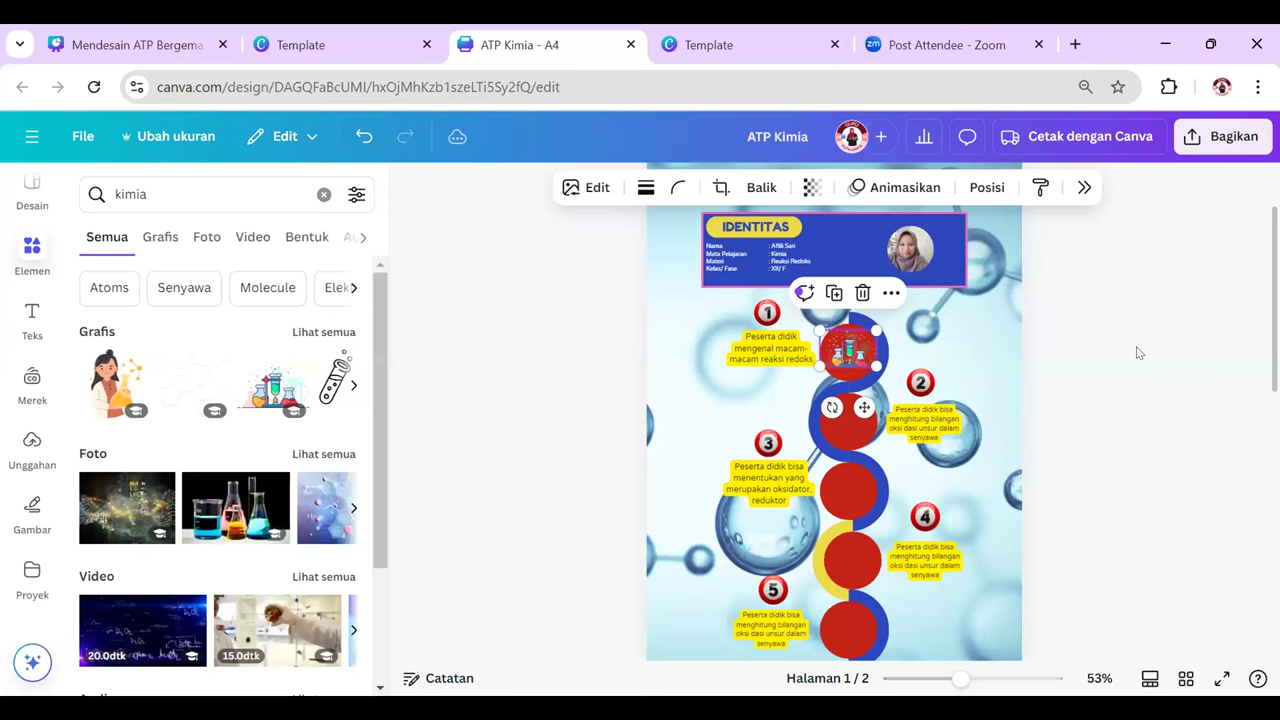 Mendesain ATP Bergema
Template
ATP Kimia - A4
Template
Post Attendee - Zoom
canva.com/design/DAGQFaBcUMI/hxOjMhKzb1szeLTi5Sy2fQ/edit
File
Ubah ukuran
Edit
ATP Kimia
Cetak dengan Canva
Bagikan
Desain
Elemen
Teks
Merek
Unggahan
Gambar
Proyek
kimia
Semua
Grafis
Foto
Video
Bentuk
Au
Atoms
Senyawa
Molecule
Elek
Grafis
Lihat semua
Foto
Lihat semua
Video
Lihat semua
20.0dtk
15.0dtk
Edit
Balik
Animasikan
Posisi
IDENTITAS
Nama : Aflili Sari
Mata Pelajaran : Kimia
Materi : Reaksi Redoks
Kelas/ Fase : XII/ F
1
Peserta didik
mengenal macam-
macam reaksi redoks
2
Peserta didik bisa
menghitung bilangan
oksi dasi unsur dalam
senyawa
3
Peserta didik bisa
menentukan yang
merupakan oksidator,
reduktor
4
Peserta didik bisa
menghitung bilangan
oksi dasi unsur dalam
senyawa
5
Peserta didik bisa
menghitung bilangan
oksi dasi unsur dalam
senyawa
Catatan
Halaman 1 / 2
53%